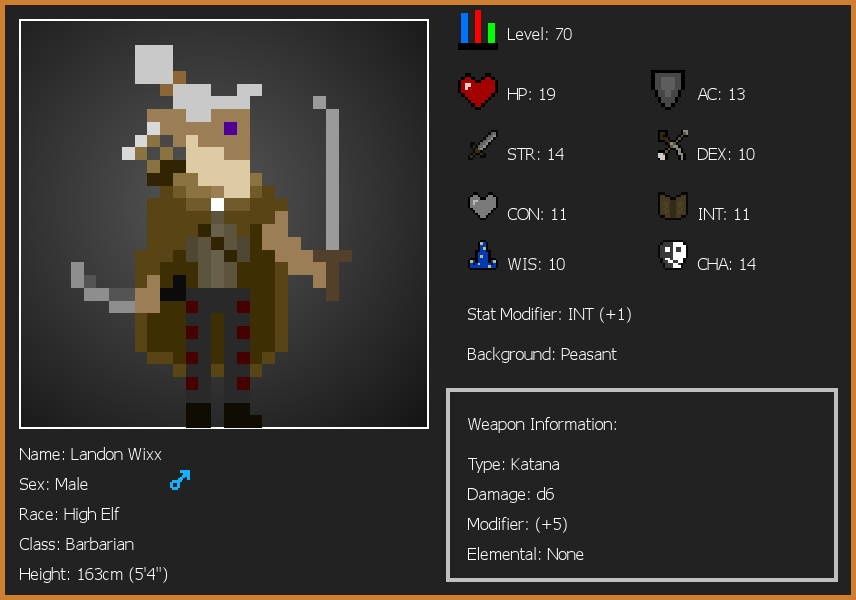 Level: 70
HP: 19
AC: 13
STR: 14
DEX: 10
CON: 11
INT: 11
WIS: 10
CHA: 14
Stat Modifier: INT (+1)
Background: Peasant
Weapon Information:
Type: Katana
Damage: d6
Modifier: (+5)
Elemental: None
Name: Landon Wixx
Sex: Male
Race: High Elf
Class: Barbarian
Height: 163cm (5'4")